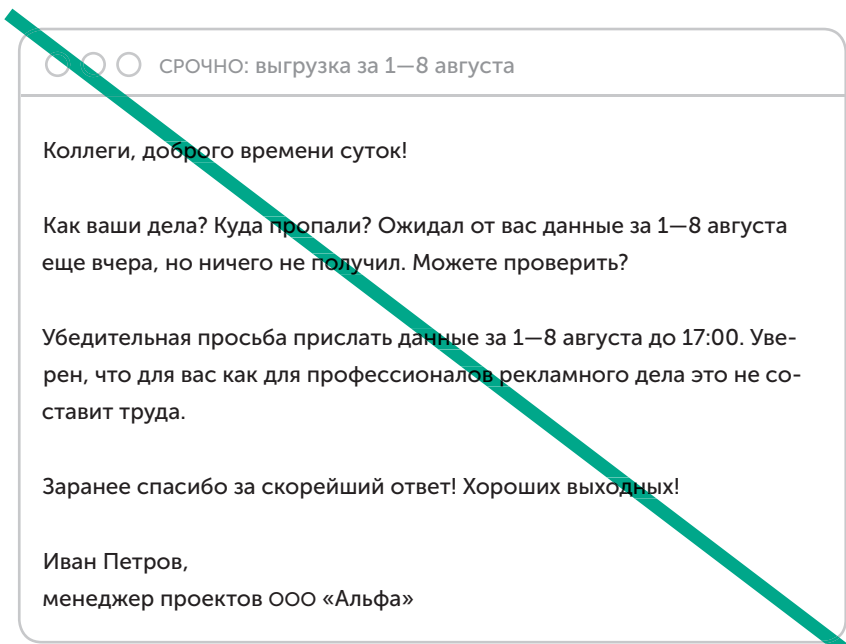 СРОЧНО: выгрузка за 1—8 августа
Коллеги, доброго времени суток!
Как ваши дела? Куда пропали? Ожидал от вас данные за 1—8 августа
еще вчера, но ничего не получил. Можете проверить?
Убедительная просьба прислать данные за 1—8 августа до 17:00. Уве-
рен, что для вас как для профессионалов рекламного дела это не со-
ставит труда.
Заранее спасибо за скорейший ответ! Хороших выходных!
Иван Петров,
менеджер проектов ООО «Альфа»